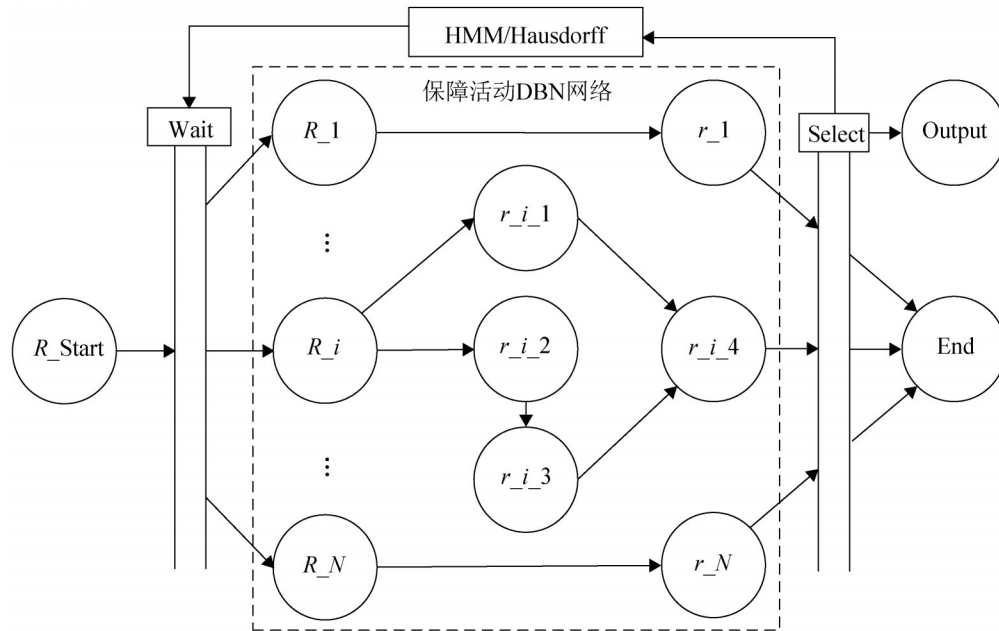 HMM/Hausdorff
保障活动DBN网络
Wait
R_1
r_1
Select
Output
r_i_1
⋮
R_Start
R_i
r_i_2
r_i_4
End
⋮
r_i_3
R_N
r_N